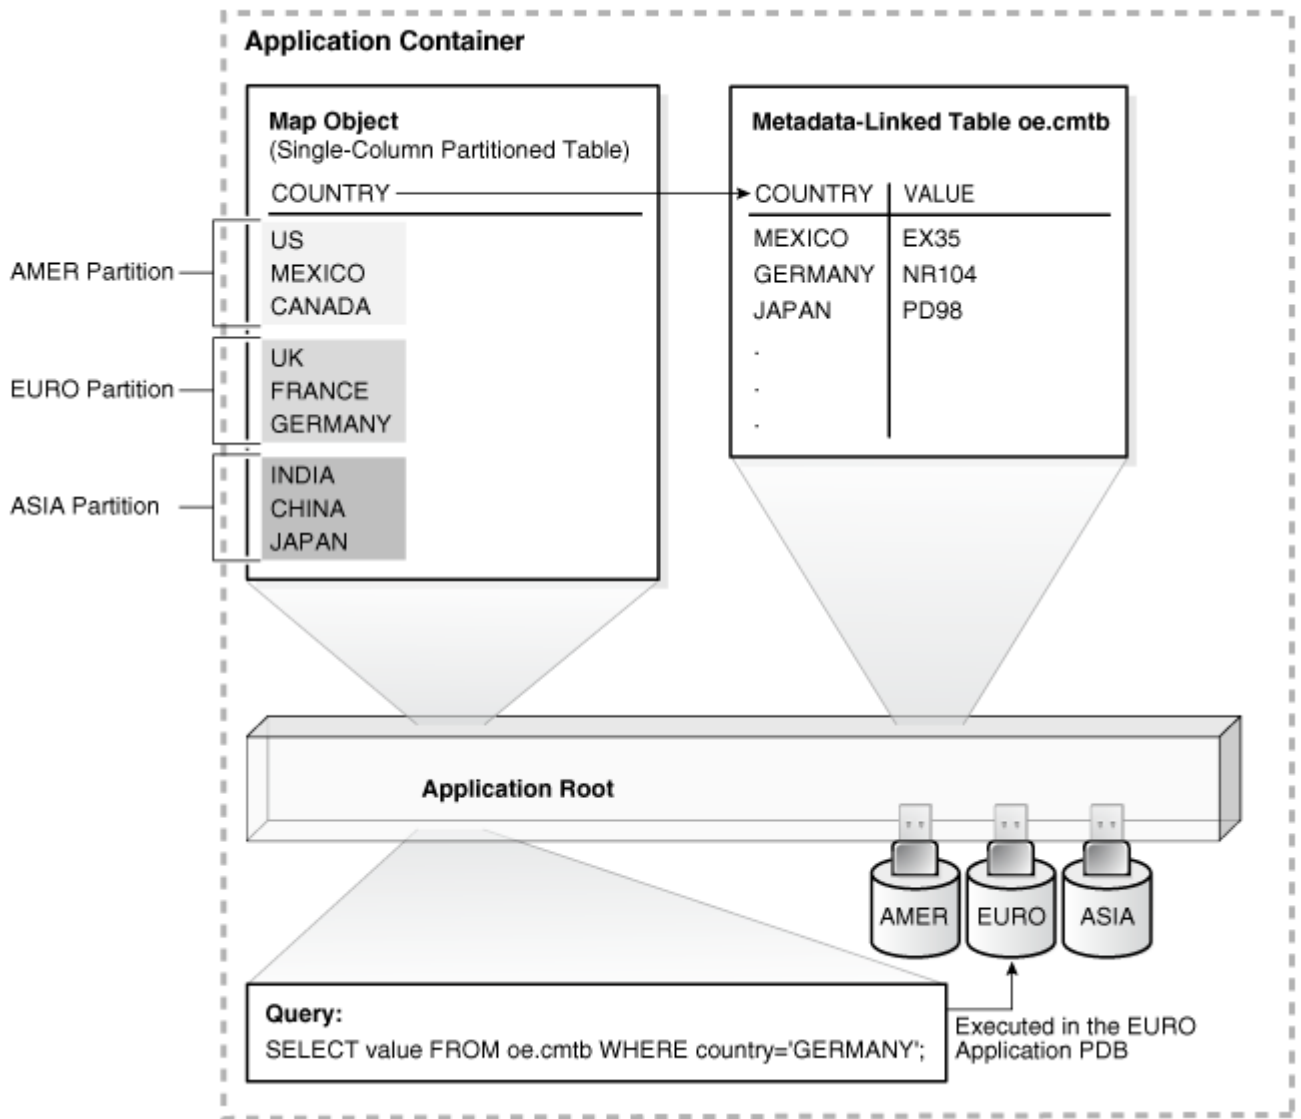 Application Container
Map Object
(Single-Column Partitioned Table)
COUNTRY
AMER Partition
US
MEXICO
CANADA
EURO Partition
UK
FRANCE
GERMANY
ASIA Partition
INDIA
CHINA
JAPAN
Metadata-Linked Table oe.cmtb
COUNTRY VALUE
MEXICO EX35
GERMANY NR104
JAPAN PD98
.
.
.
Application Root
AMER EURO ASIA
Query:
SELECT value FROM oe.cmtb WHERE country='GERMANY';
Executed in the EURO
Application PDB